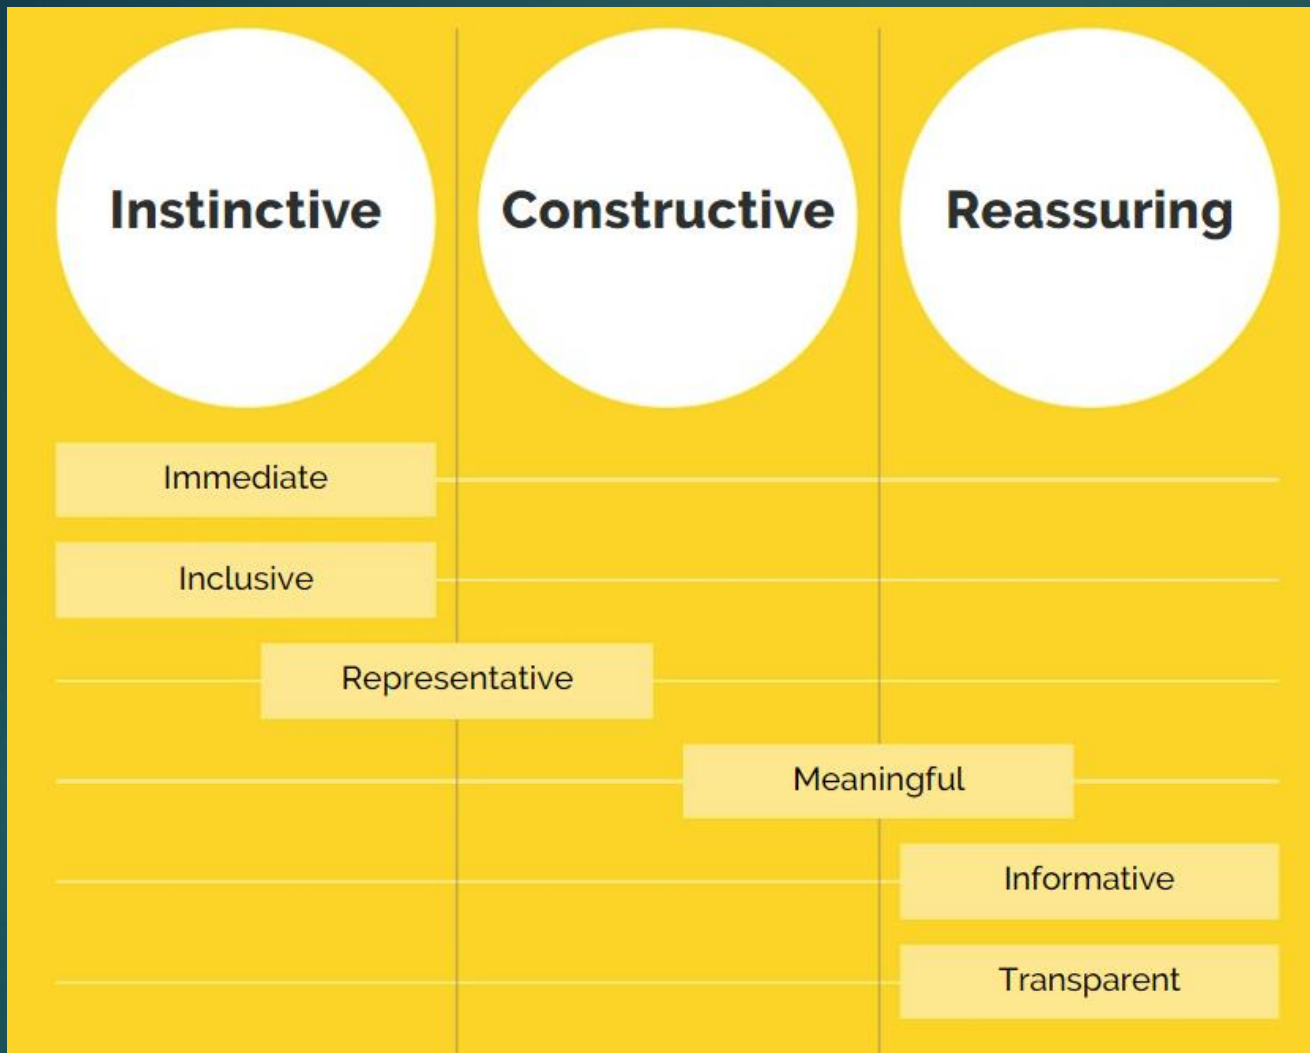 Instinctive
Constructive
Reassuring
Immediate
Inclusive
Representative
Meaningful
Informative
Transparent